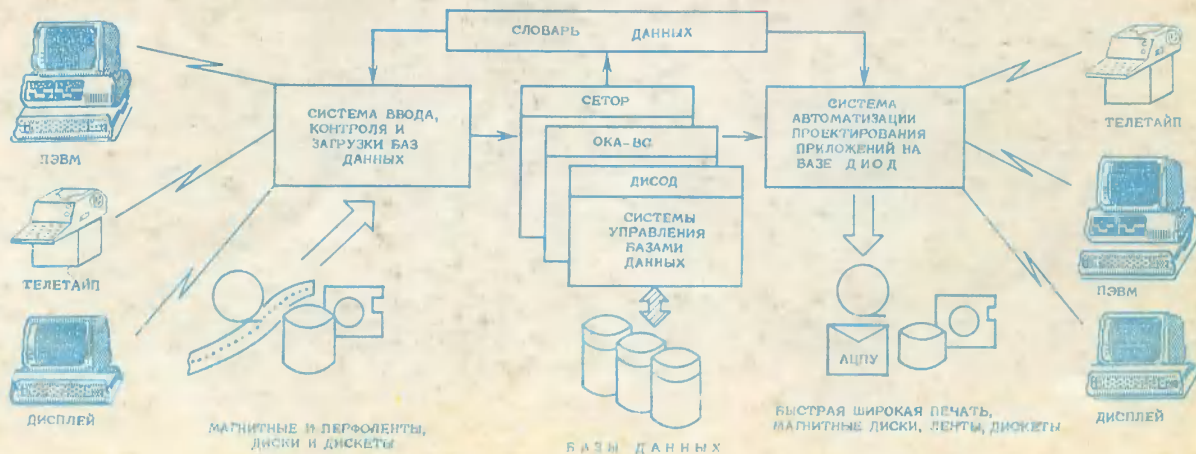 СЛОВАРЬ ДАННЫХ
ПЭВМ
ТЕЛЕТАЙП
ДИСПЛЕЙ
СИСТЕМА ВВОДА,
КОНТРОЛЯ И
ЗАГРУЗКИ БАЗ
ДАННЫХ
СЕТОР
ОКА-ВС
ДИСОД
СИСТЕМЫ
УПРАВЛЕНИЯ
БАЗАМИ
ДАННЫХ
СИСТЕМА
АВТОМАТИЗАЦИИ
ПРОЕКТИРОВАНИЯ
ПРИЛОЖЕНИЙ НА
БАЗЕ ДИОД
ТЕЛЕТАЙП
ПЭВМ
ДИСПЛЕЙ
АЦПУ
МАГНИТНЫЕ И ПЕРФОЛЕНТЫ,
ДИСКИ И ДИСКЕТЫ
БАЗЫ ДАННЫХ
БЫСТРАЯ ШИРОКАЯ ПЕЧАТЬ,
МАГНИТНЫЕ ДИСКИ, ЛЕНТЫ, ДИСКЕТЫ